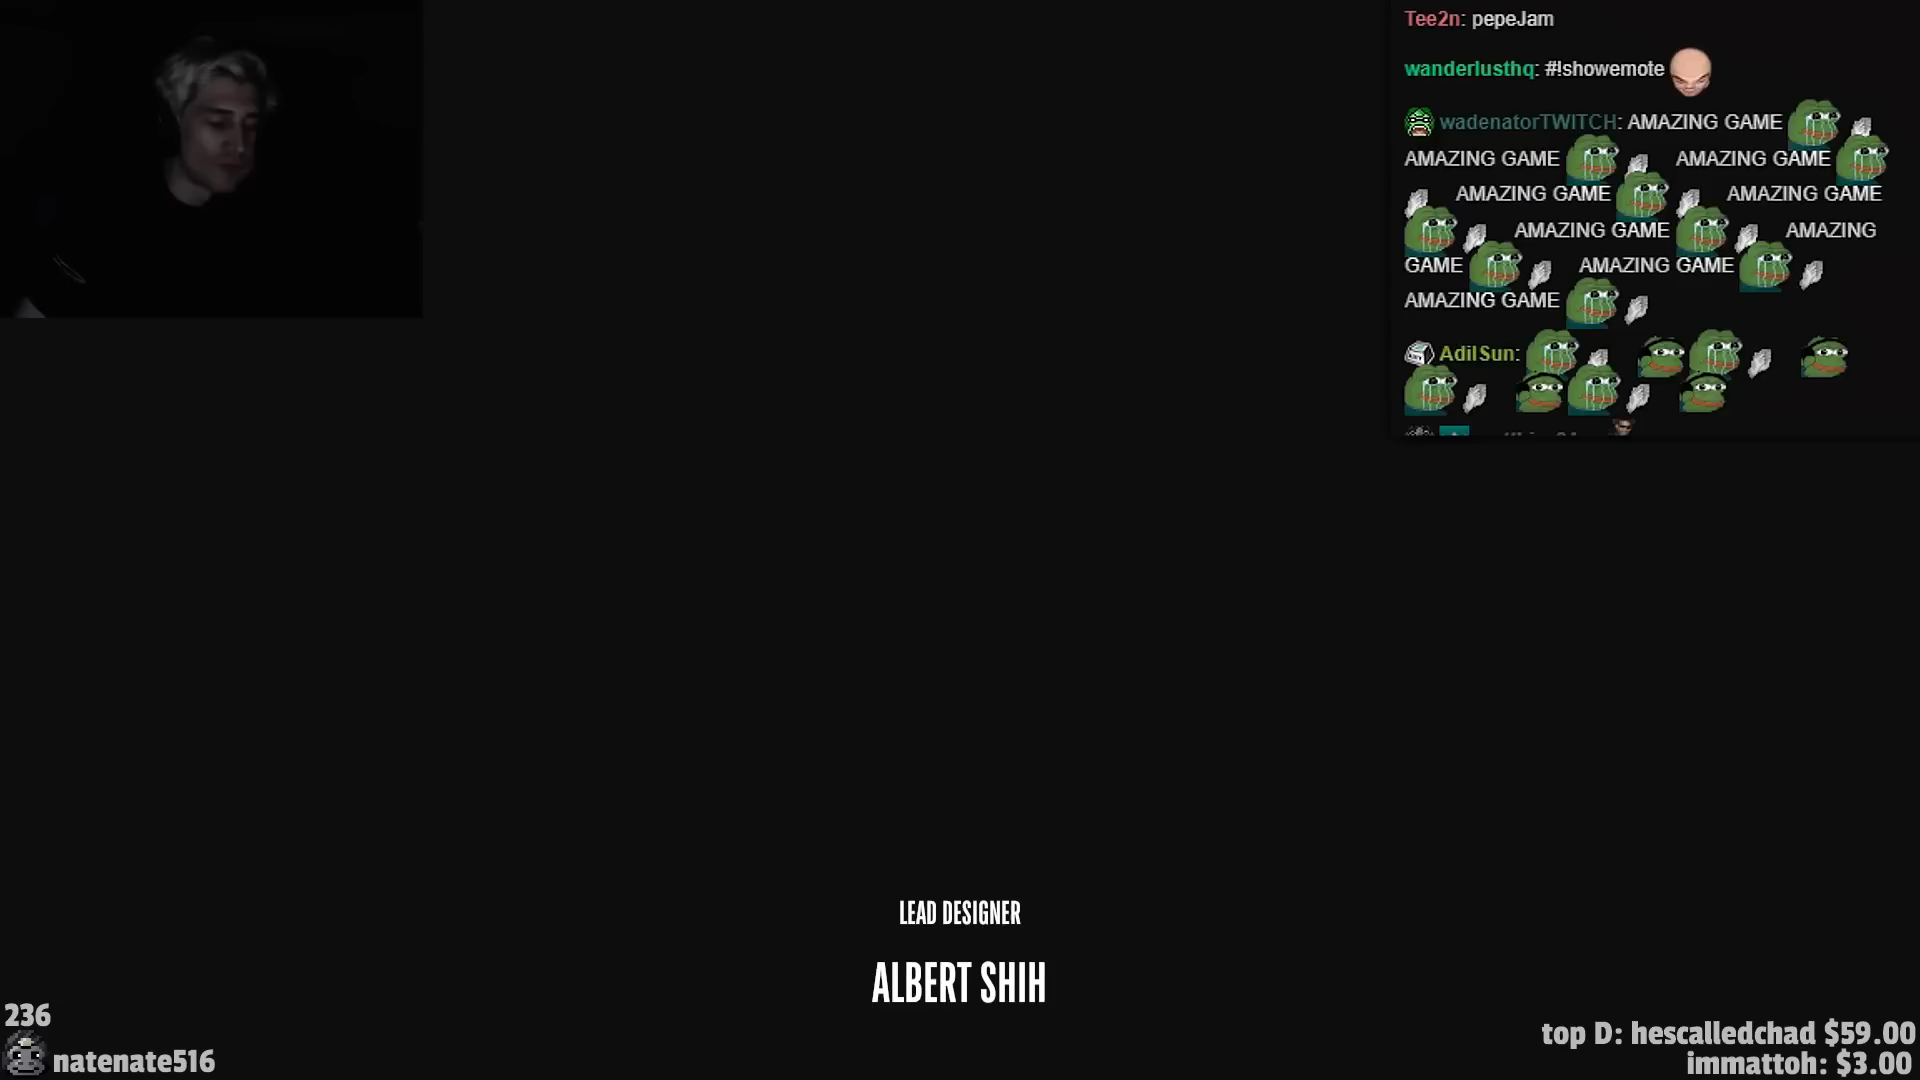 Tee2n: pepeJam
wanderlusthq: #!showemote
wadenatorTWITCH: AMAZING GAME
AMAZING GAME AMAZING GAME
AMAZING GAME AMAZING GAME
AMAZING GAME AMAZING
GAME AMAZING GAME
AMAZING GAME
AdilSun:
LEAD DESIGNER
ALBERT SHIH
236
natenate516
top D: hescalledchad $59.00
immattoh: $3.00